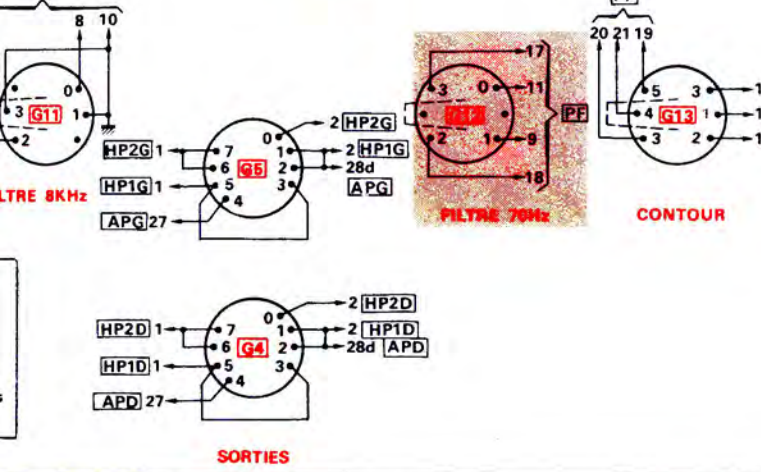 8 10
0
3 G11 1
2
LTRE 8KHz
HP2G 1
HP1G 1
APG 27
7
6
5
4
G5
0
1
2
3
2 HP2G
2 HP1G
28d
APG
17
11
9
18
PF
3
0
1
2
FILTRE 70Hz
20 21 19
5
4
3
G13
3
1
2
CONTOUR
HP2D 1
HP1D 1
APD 27
7
6
5
4
G4
0
1
2
3
2 HP2D
2 HP1D
28d APD
SORTIES